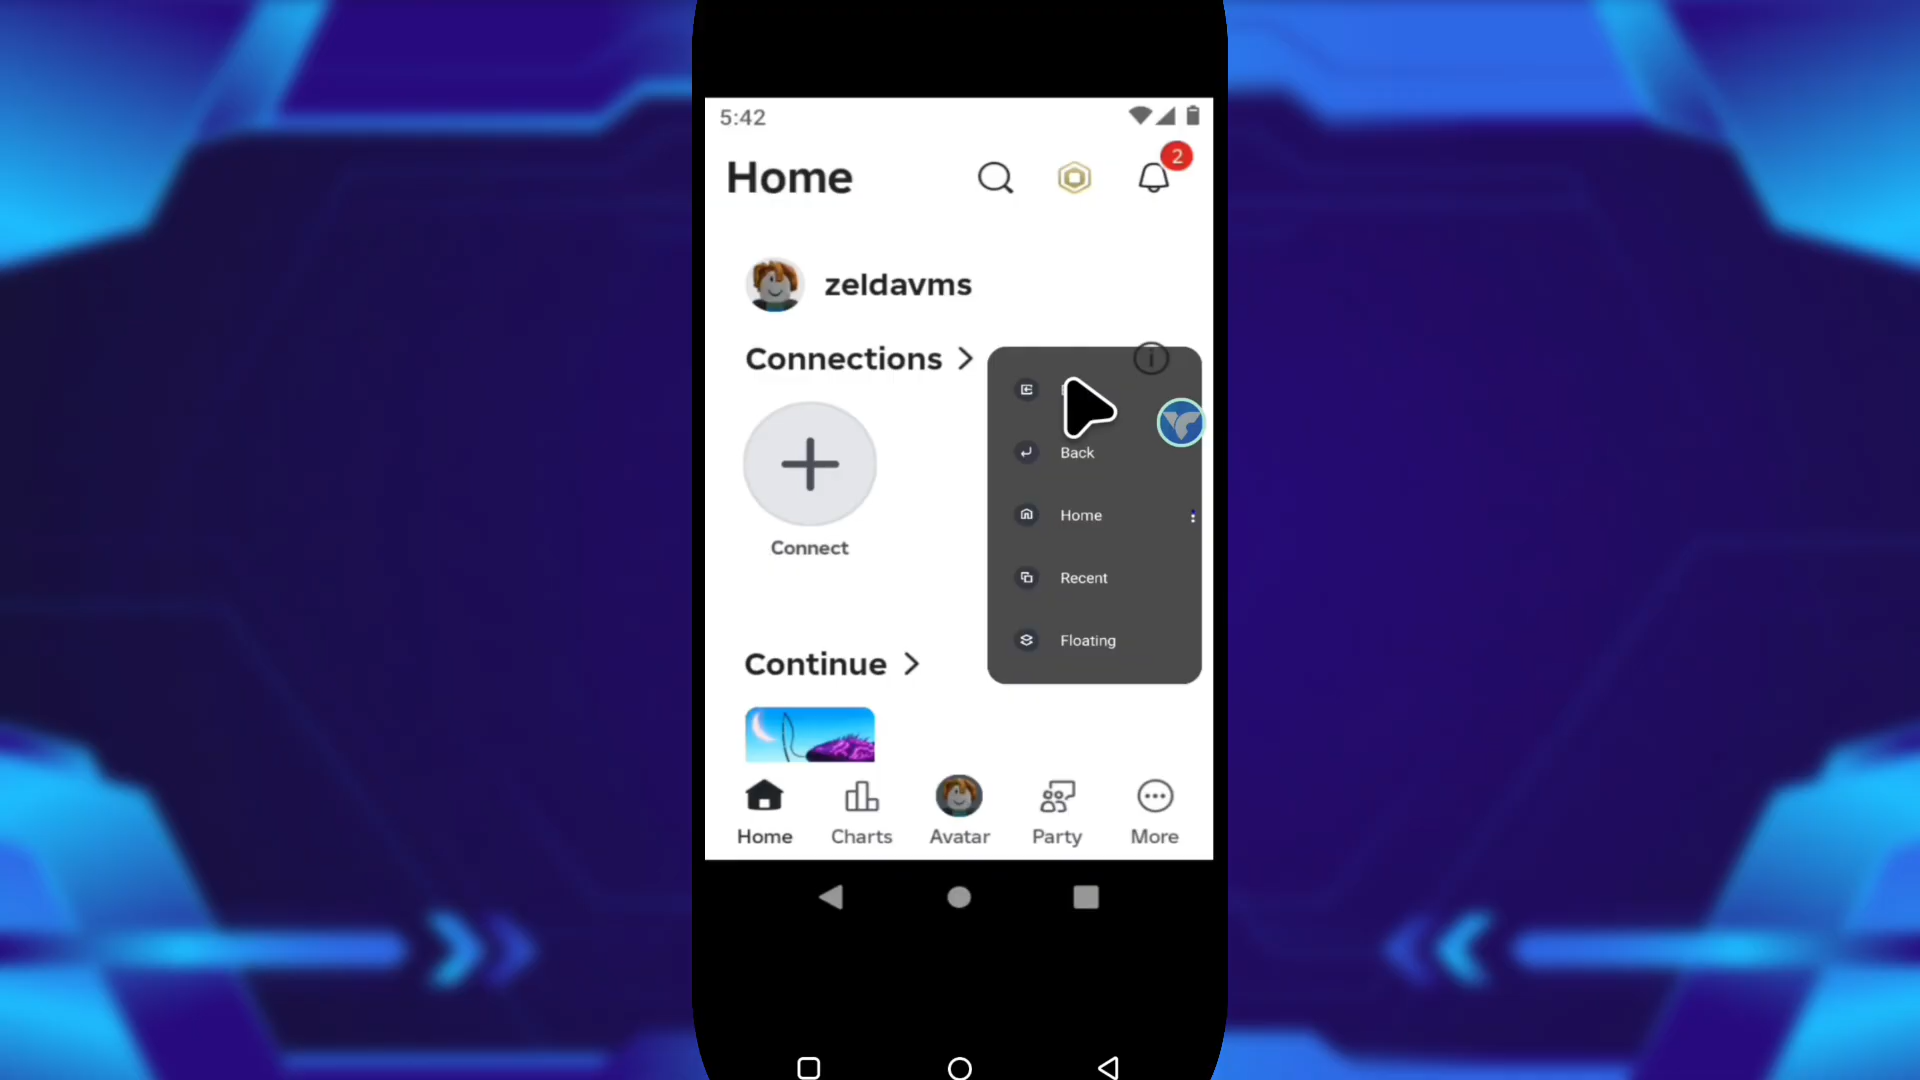 5:42
Home
2
zeldavms
Connections
Back
Connect
Home
Recent
Floating
Continue
Home
Charts
Avatar
Party
More